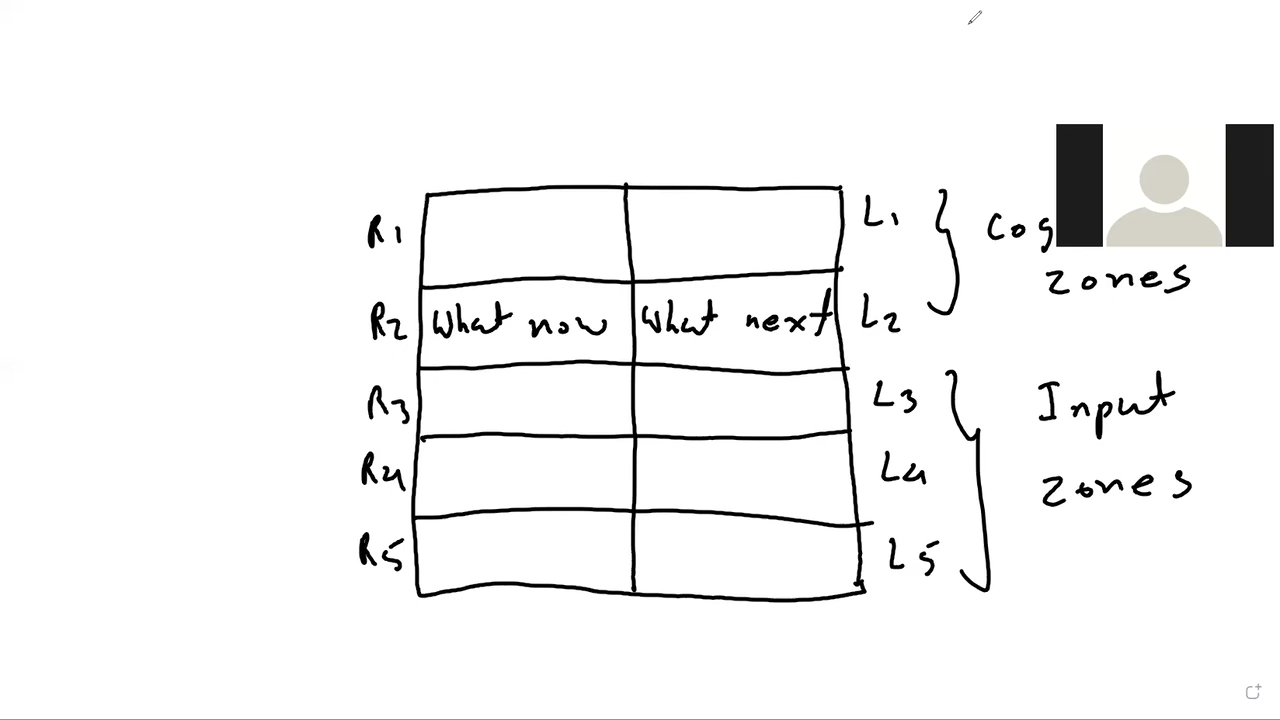 R1 L1 Cog
zones
R2 What now What next L2
R3 L3 Input
R4 L4 zones
R5 L5